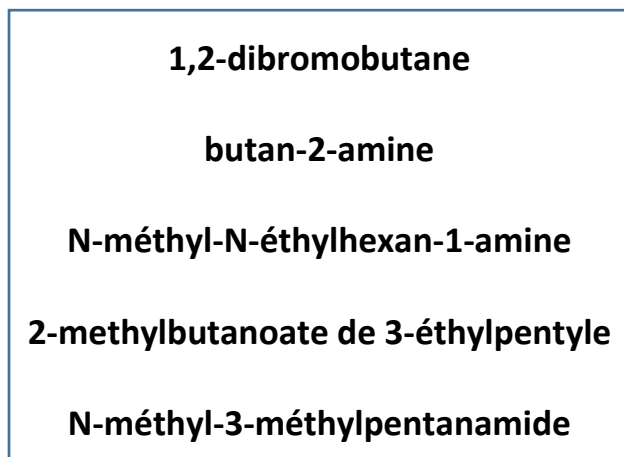 1,2-dibromobutane
butan-2-amine
N-méthyl-N-éthylhexan-1-amine
2-methylbutanoate de 3-éthylpentyle
N-méthyl-3-méthylpentanamide